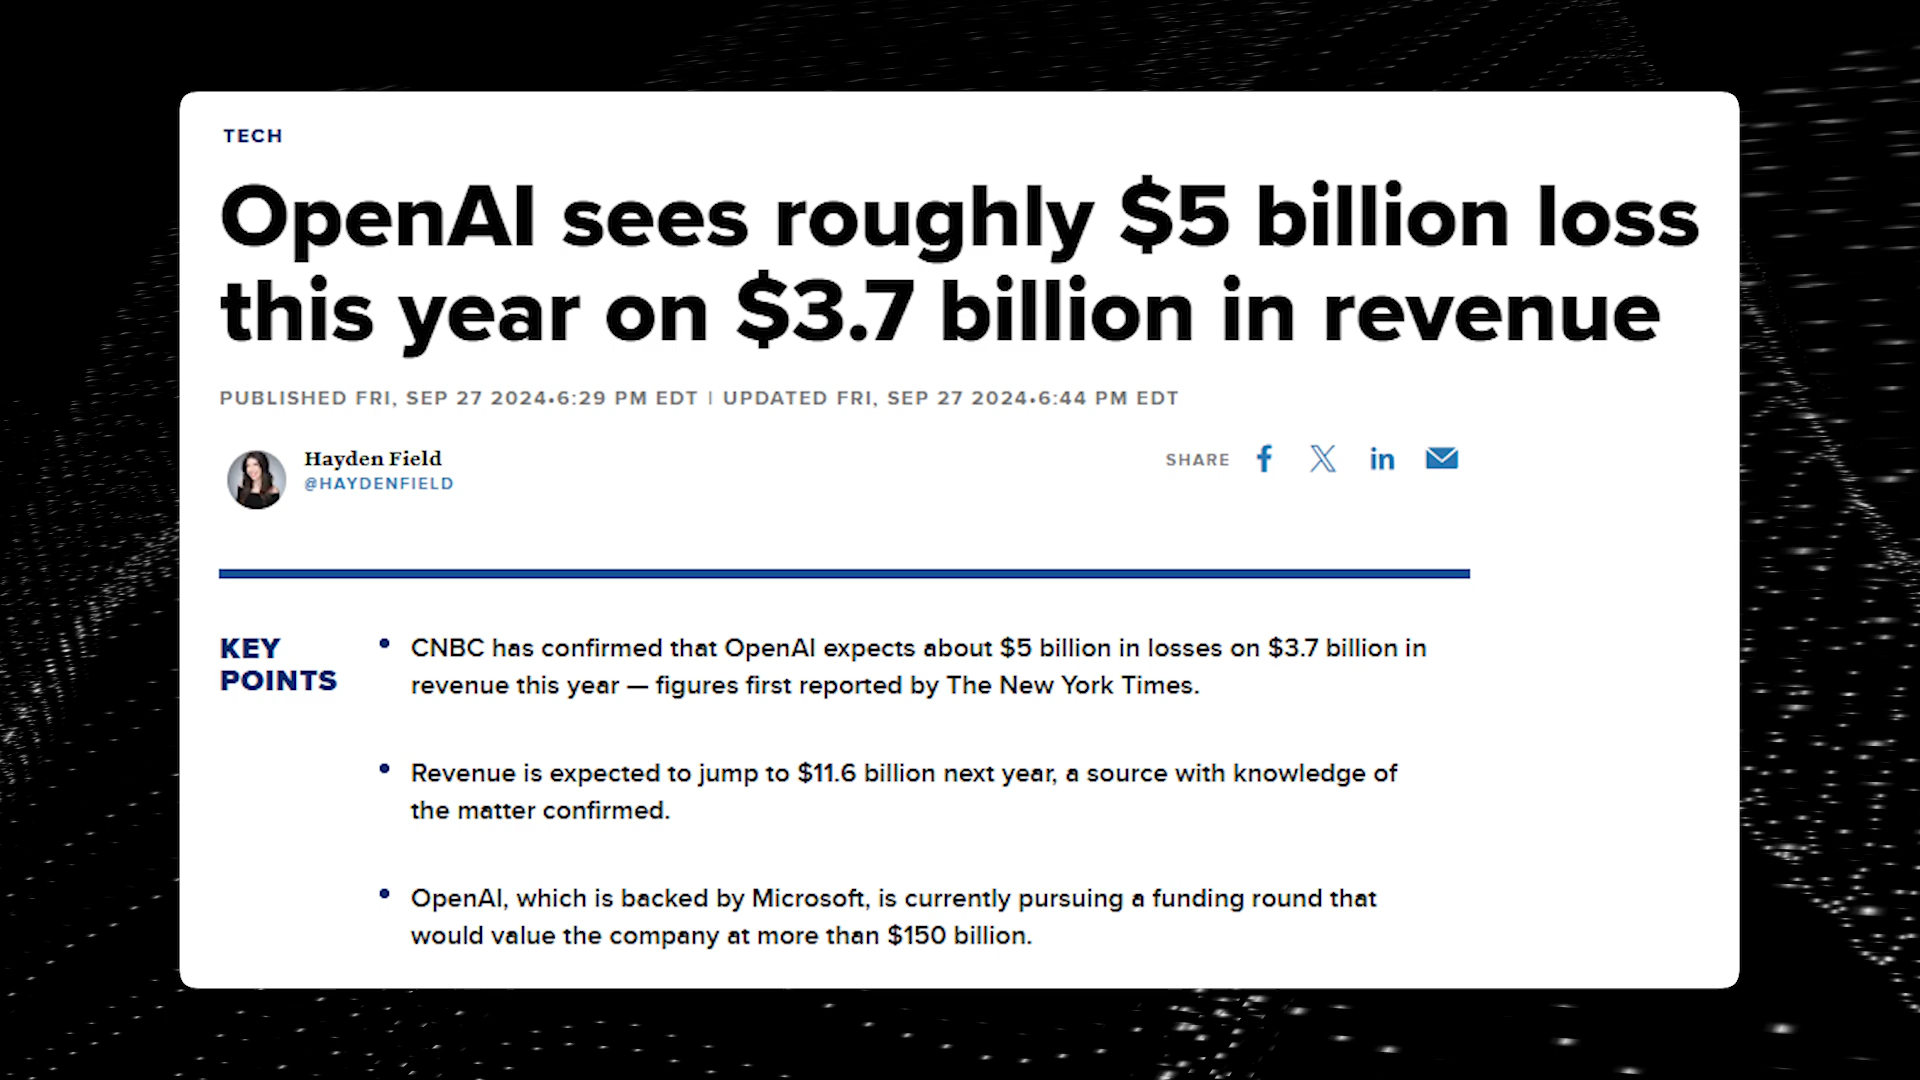 TECH
OpenAI sees roughly $5 billion loss
this year on $3.7 billion in revenue
PUBLISHED FRI, SEP 27 2024•6:29 PM EDT | UPDATED FRI, SEP 27 2024•6:44 PM EDT
Hayden Field
@HAYDENFIELD
SHARE
KEY
POINTS
• CNBC has confirmed that OpenAI expects about $5 billion in losses on $3.7 billion in
revenue this year — figures first reported by The New York Times.
• Revenue is expected to jump to $11.6 billion next year, a source with knowledge of
the matter confirmed.
• OpenAI, which is backed by Microsoft, is currently pursuing a funding round that
would value the company at more than $150 billion.